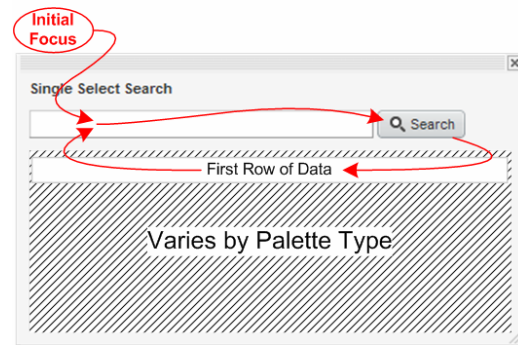 Initial
Focus
Single Select Search
Search
First Row of Data
Varies by Palette Type